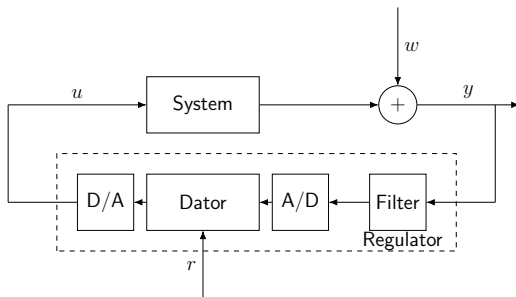 w
u
System
+
y
D/A
Dator
A/D
Filter
Regulator
r